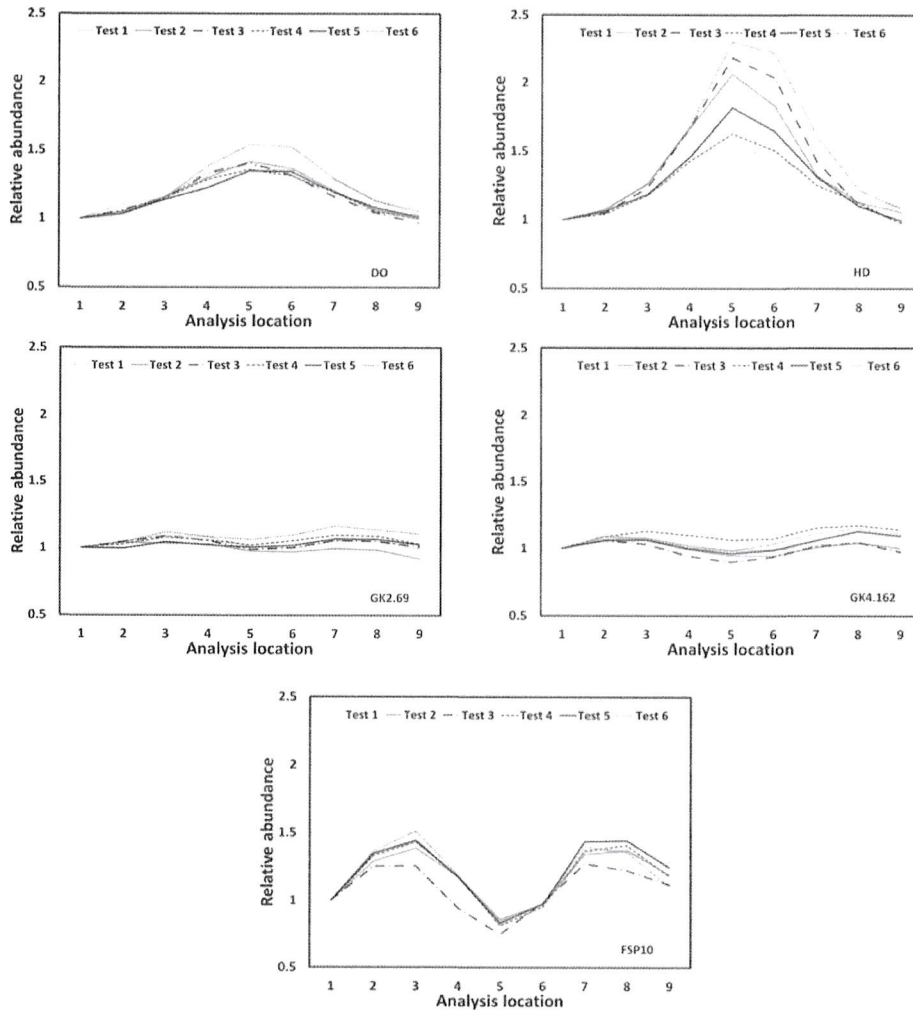 Test 1 Test 2 Test 3 Test 4 Test 5 Test 6
2.5
2
1.5
1
0.5
Relative abundance
DO
1 2 3 4 5 6 7 8 9
Analysis location
Test 1 Test 2 Test 3 Test 4 Test 5 Test 6
2.5
2
1.5
1
0.5
Relative abundance
HD
1 2 3 4 5 6 7 8 9
Analysis location
Test 1 Test 2 Test 3 Test 4 Test 5 Test 6
2.5
2
1.5
1
0.5
Relative abundance
GK2.69
1 2 3 4 5 6 7 8 9
Analysis location
Test 1 Test 2 Test 3 Test 4 Test 5 Test 6
2.5
2
1.5
1
0.5
Relative abundance
GK4.162
1 2 3 4 5 6 7 8 9
Analysis location
Test 1 Test 2 Test 3 Test 4 Test 5 Test 6
2.5
2
1.5
1
0.5
Relative abundance
FSP10
1 2 3 4 5 6 7 8 9
Analysis location